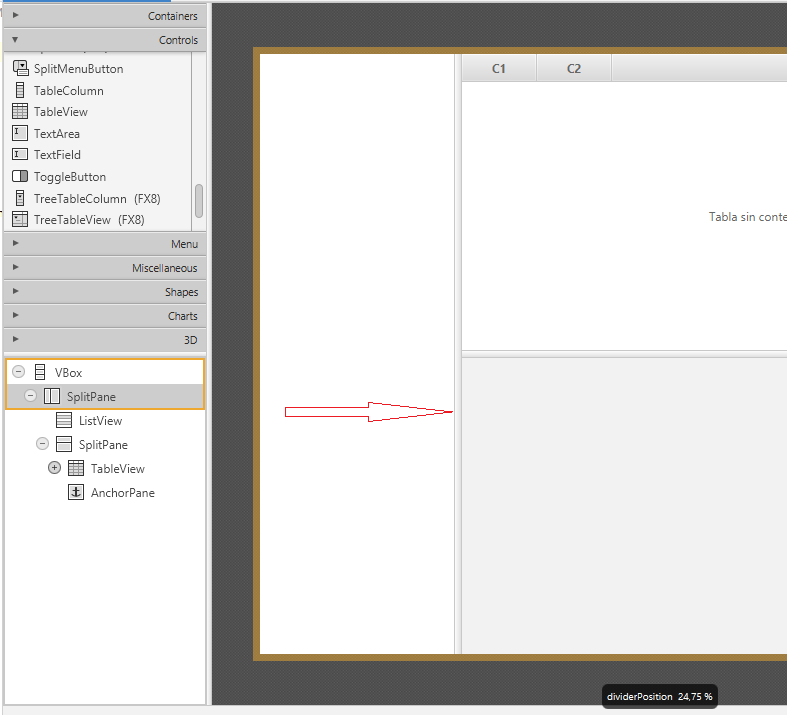 Containers
Controls
SplitMenuButton
TableColumn
TableView
TextArea
TextField
ToggleButton
TreeTableColumn (FX8)
TreeTableView (FX8)
Menu
Miscellaneous
Shapes
Charts
3D
VBox
SplitPane
ListView
SplitPane
TableView
AnchorPane
C1 C2
Tabla sin conte
dividerPosition 24,75 %